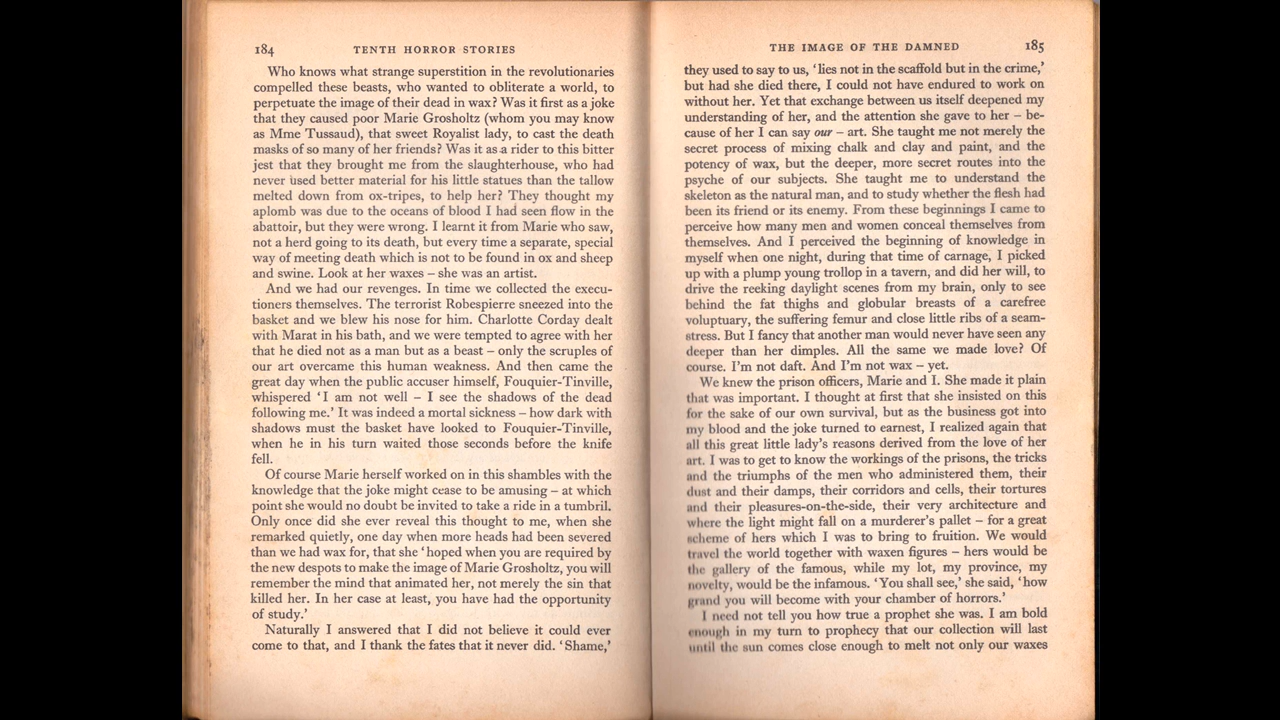 184
TENTH HORROR STORIES
Who knows what strange superstition in the revolutionaries
compelled these beasts, who wanted to obliterate a world, to
perpetuate the image of their dead in wax? Was it first as a joke
that they caused poor Marie Grosholtz (whom you may know
as Mme Tussaud), that sweet Royalist lady, to cast the death
masks of so many of her friends? Was it as a rider to this bitter
jest that they brought me from the slaughterhouse, who had
never used better material for his little statues than the tallow
melted down from ox-tripes, to help her? They thought my
aplomb was due to the oceans of blood I had seen flow in the
abattoir, but they were wrong. I learnt it from Marie who saw,
not a herd going to its death, but every time a separate, special
way of meeting death which is not to be found in ox and sheep
and swine. Look at her waxes – she was an artist.
And we had our revenges. In time we collected the execu-
tioners themselves. The terrorist Robespierre sneezed into the
basket and we blew his nose for him. Charlotte Corday dealt
with Marat in his bath, and we were tempted to agree with her
that he died not as a man but as a beast – only the scruples of
our art overcame this human weakness. And then came the
great day when the public accuser himself, Fouquier-Tinville,
whispered ‘I am not well – I see the shadows of the dead
following me.’ It was indeed a mortal sickness – how dark with
shadows must the basket have looked to Fouquier-Tinville,
when he in his turn waited those seconds before the knife
fell.
Of course Marie herself worked on in this shambles with the
knowledge that the joke might cease to be amusing – at which
point she would no doubt be invited to take a ride in a tumbril.
Only once did she ever reveal this thought to me, when she
remarked quietly, one day when more heads had been severed
than we had wax for, that she ‘hoped when you are required by
the new despots to make the image of Marie Grosholtz, you will
remember the mind that animated her, not merely the sin that
killed her. In her case at least, you have had the opportunity
of study.’
Naturally I answered that I did not believe it could ever
come to that, and I thank the fates that it never did. ‘Shame,’
THE IMAGE OF THE DAMNED
185
they used to say to us, ‘lies not in the scaffold but in the crime,’
but had she died there, I could not have endured to work on
without her. Yet that exchange between us itself deepened my
understanding of her, and the attention she gave to her – be-
cause of her I can say our – art. She taught me not merely the
secret process of mixing chalk and clay and paint, and the
potency of wax, but the deeper, more secret routes into the
psyche of our subjects. She taught me to understand the
skeleton as the natural man, and to study whether the flesh had
been its friend or its enemy. From these beginnings I came to
perceive how many men and women conceal themselves from
themselves. And I perceived the beginning of knowledge in
myself when one night, during that time of carnage, I picked
up with a plump young trollop in a tavern, and did her will, to
drive the reeking daylight scenes from my brain, only to see
behind the fat thighs and globular breasts of a carefree
voluptuary, the suffering femur and close little ribs of a seam-
stress. But I fancy that another man would never have seen any
deeper than her dimples. All the same we made love? Of
course. I’m not daft. And I’m not wax – yet.
We knew the prison officers, Marie and I. She made it plain
that was important. I thought at first that she insisted on this
for the sake of our own survival, but as the business got into
my blood and the joke turned to earnest, I realized again that
all this great little lady’s reasons derived from the love of her
art. I was to get to know the workings of the prisons, the tricks
and the triumphs of the men who administered them, their
dust and their damps, their corridors and cells, their tortures
and their pleasures-on-the-side, their very architecture and
where the light might fall on a murderer’s pallet – for a great
scheme of hers which I was to bring to fruition. We would
travel the world together with waxen figures – hers would be
the gallery of the famous, while my lot, my province, my
novelty, would be the infamous. ‘You shall see,’ she said, ‘how
grand you will become with your chamber of horrors.’
I need not tell you how true a prophet she was. I am bold
enough in my turn to prophecy that our collection will last
until the sun comes close enough to melt not only our waxes